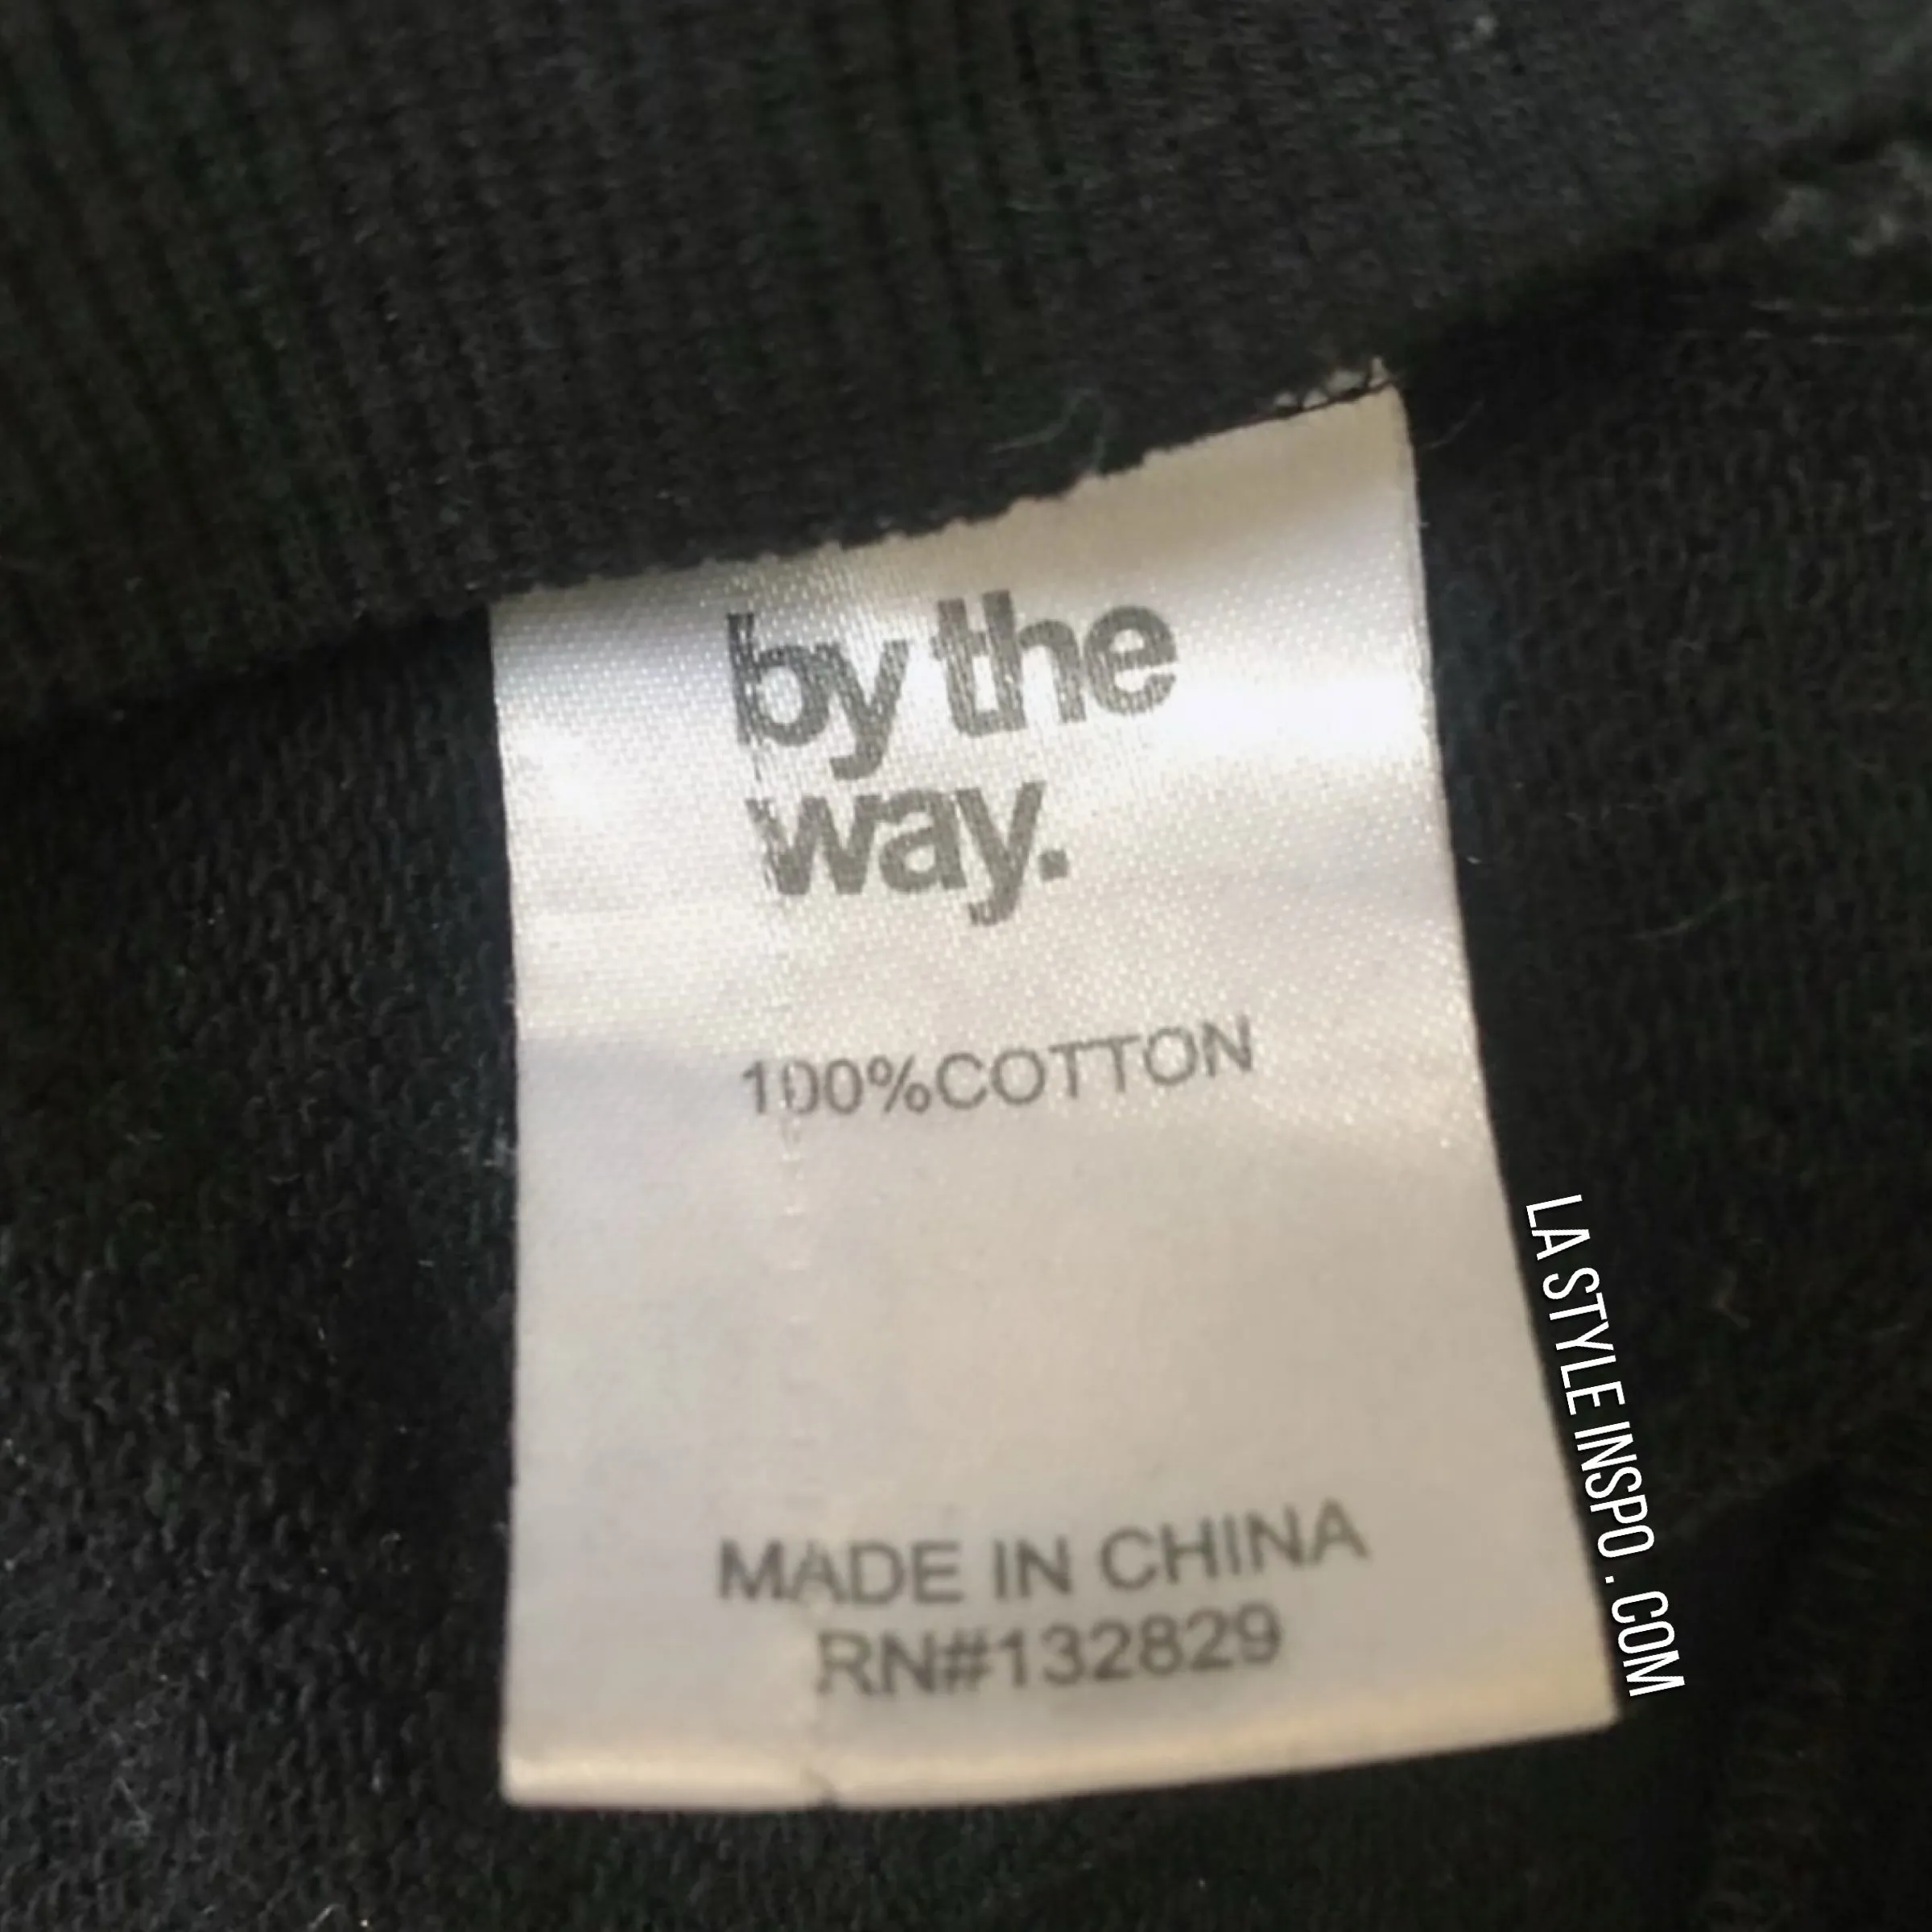 by the
way.
100%COTTON
MADE IN CHINA
RN#132829
LA STYLE INSPO . COM